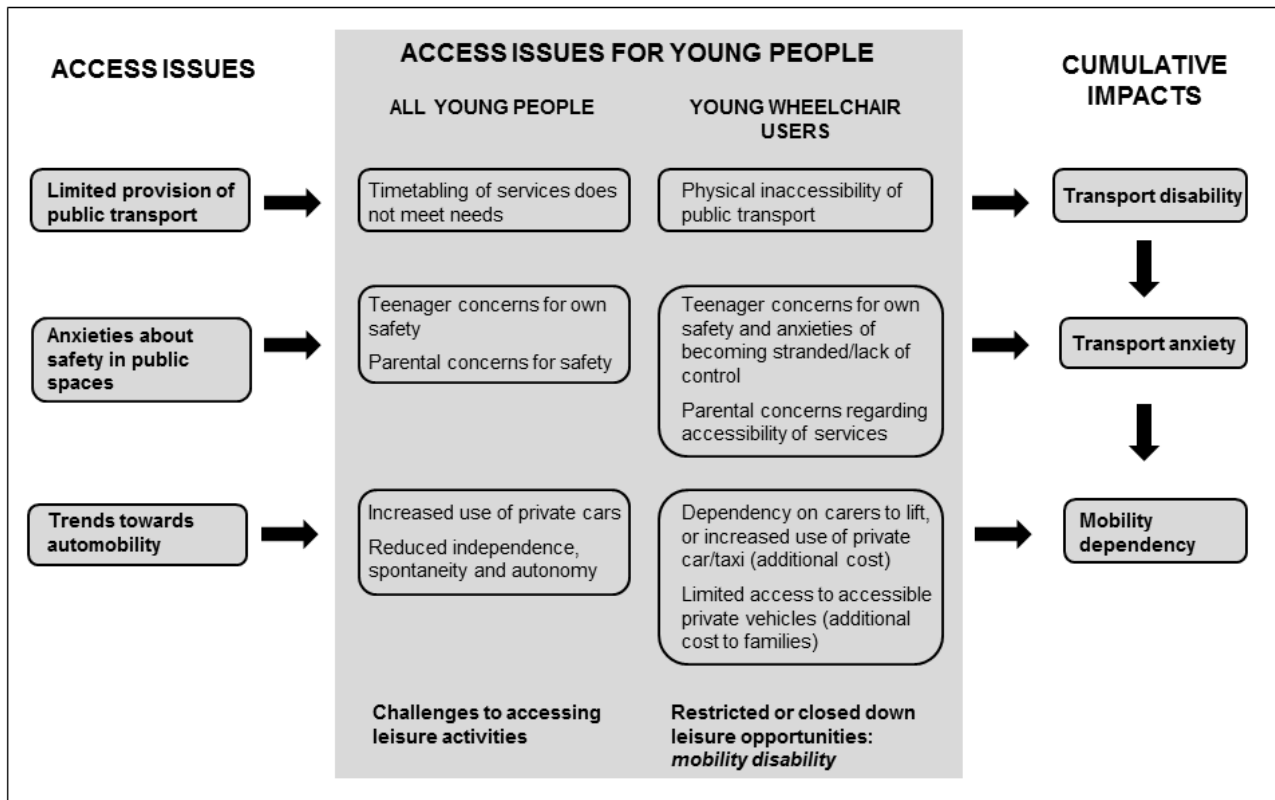 ACCESS ISSUES
ACCESS ISSUES FOR YOUNG PEOPLE
CUMULATIVE
IMPACTS
ALL YOUNG PEOPLE
YOUNG WHEELCHAIR
USERS
Limited provision of
public transport
Timetabling of services does
not meet needs
Physical inaccessibility of
public transport
Transport disability
Anxieties about
safety in public
spaces
Teenager concerns for own
safety
Parental concerns for safety
Teenager concerns for own
safety and anxieties of
becoming stranded/lack of
control
Parental concerns regarding
accessibility of services
Transport anxiety
Trends towards
automobility
Increased use of private cars
Reduced independence,
spontaneity and autonomy
Dependency on carers to lift,
or increased use of private
car/taxi (additional cost)
Limited access to accessible
private vehicles (additional
cost to families)
Mobility
dependency
Challenges to accessing
leisure activities
Restricted or closed down
leisure opportunities:
mobility disability